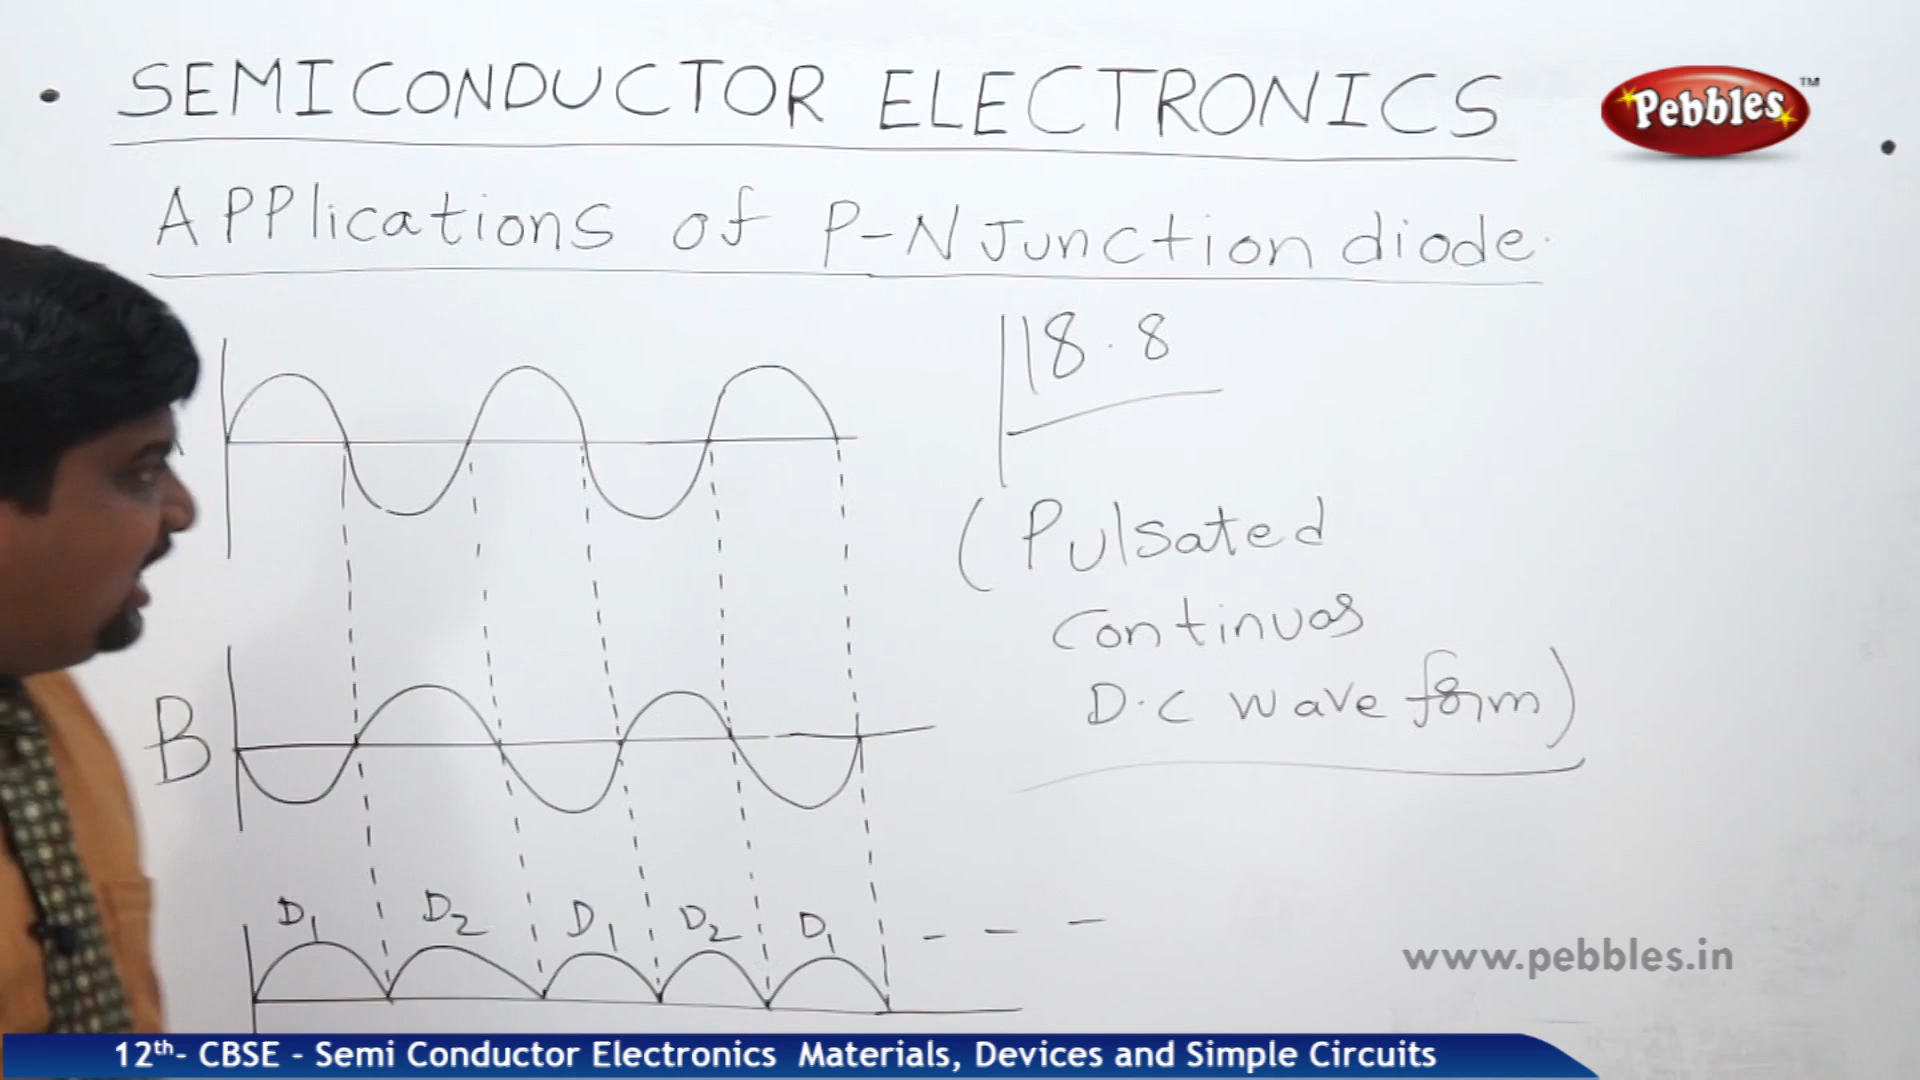 SEMICONDUCTOR ELECTRONICS
Pebbles™
APPlications of P-N Junction diode.
18.8
(Pulsated
continuos
D.C wave form)
B
D1 D2 D1 D2 D1 - - -
www.pebbles.in
12th- CBSE - Semi Conductor Electronics Materials, Devices and Simple Circuits